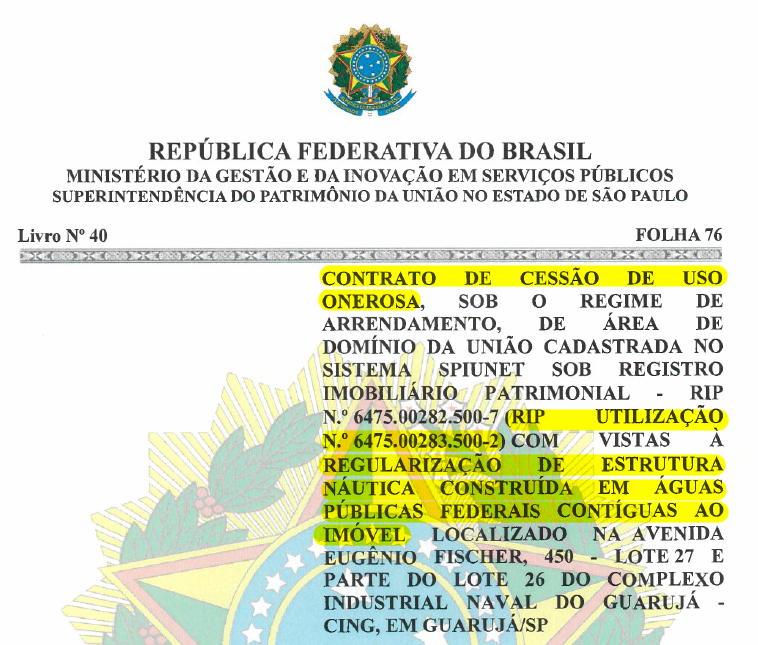 REPÚBLICA FEDERATIVA DO BRASIL
MINISTÉRIO DA GESTÃO E DA INOVAÇÃO EM SERVIÇOS PÚBLICOS
SUPERINTENDÊNCIA DO PATRIMÔNIO DA UNIÃO NO ESTADO DE SÃO PAULO
Livro Nº 40 FOLHA 76
CONTRATO DE CESSÃO DE USO
ONEROSA, SOB O REGIME DE
ARRENDAMENTO, DE ÁREA DE
DOMÍNIO DA UNIÃO CADASTRADA NO
SISTEMA SPIUNET SOB REGISTRO
IMOBILIÁRIO PATRIMONIAL - RIP
N.º 6475.00282.500-7 (RIP UTILIZAÇÃO
N.º 6475.00283.500-2) COM VISTAS À
REGULARIZAÇÃO DE ESTRUTURA
NÁUTICA CONSTRUÍDA EM ÁGUAS
PÚBLICAS FEDERAIS CONTÍGUAS AO
IMÓVEL LOCALIZADO NA AVENIDA
EUGÊNIO FISCHER, 450 - LOTE 27 E
PARTE DO LOTE 26 DO COMPLEXO
INDUSTRIAL NAVAL DO GUARUJÁ -
CING, EM GUARUJÁ/SP